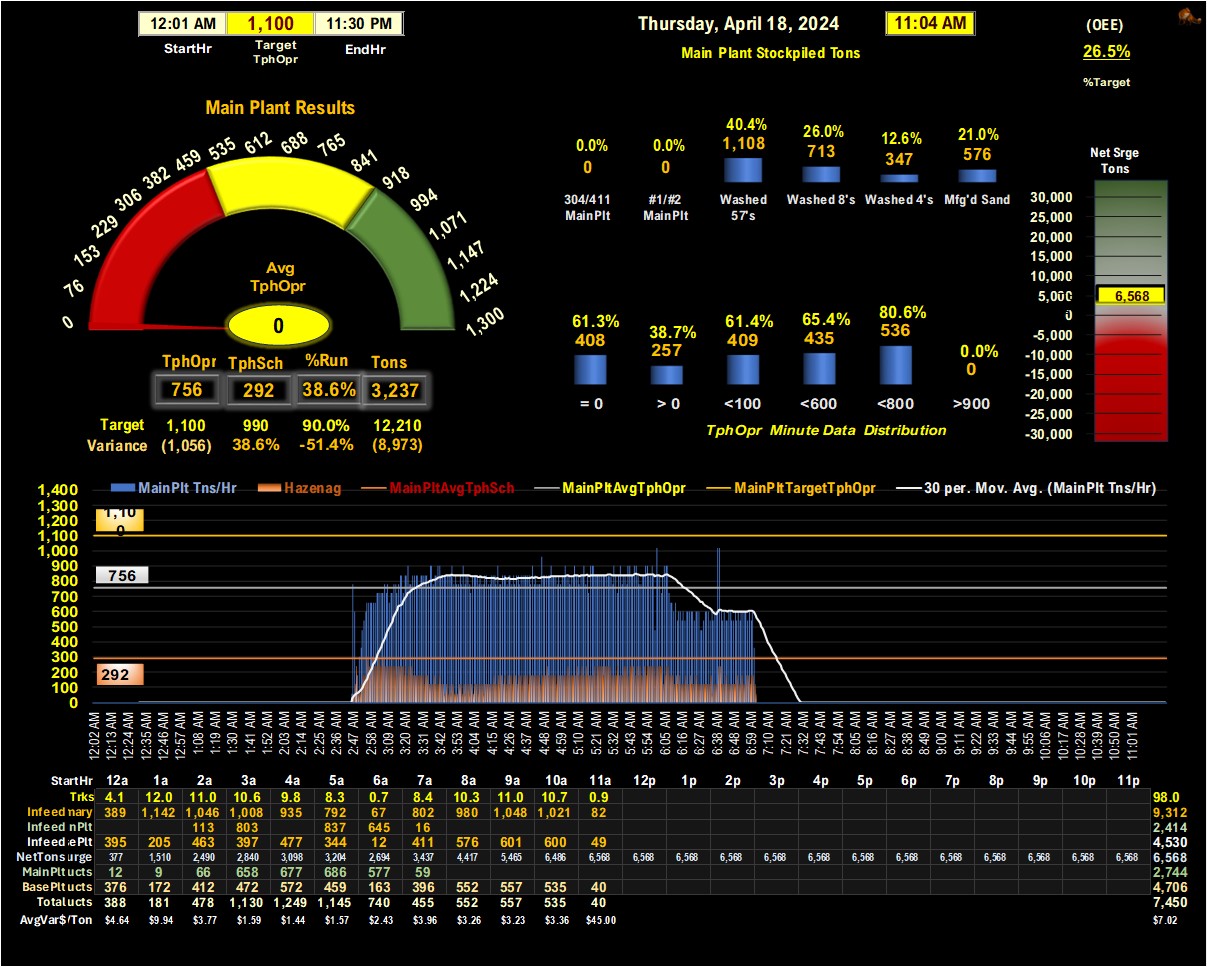 12:01 AM 1,100 11:30 PM
StartHr Target TphOpr EndHr
Thursday, April 18, 2024 11:04 AM
Main Plant Stockpiled Tons
(OEE)
26.5%
%Target
Main Plant Results
0 76 153 229 306 382 459 535 612 688 765 841 918 994 1,071 1,147 1,224 1,300
Avg
TphOpr
0
TphOpr TphSch %Run Tons
756 292 38.6% 3,237
Target 1,100 990 90.0% 12,210
Variance (1,056) 38.6% -51.4% (8,973)
0.0% 0.0% 40.4% 26.0% 12.6% 21.0%
0 0 1,108 713 347 576
304/411 MainPlt #1/#2 MainPlt Washed 57's Washed 8's Washed 4's Mfg'd Sand
61.3% 38.7% 61.4% 65.4% 80.6% 0.0%
408 257 409 435 536 0
= 0 > 0 <100 <600 <800 >900
TphOpr Minute Data Distribution
Net Srge
Tons
30,000
25,000
20,000
15,000
10,000
5,000
6,568
0
-5,000
-10,000
-15,000
-20,000
-25,000
-30,000
MainPlt Tns/Hr Hazenag MainPltAvgTphSch MainPltAvgTphOpr MainPltTargetTphOpr 30 per. Mov. Avg. (MainPlt Tns/Hr)
1,400
1,300
1,200
1,100
1,000
900
800
700
600
500
400
300
200
100
0
1,100
756
292
12:02 AM 12:13 AM 12:24 AM 12:35 AM 12:46 AM 12:57 AM 1:08 AM 1:19 AM 1:30 AM 1:41 AM 1:52 AM 2:03 AM 2:14 AM 2:25 AM 2:36 AM 2:47 AM 2:58 AM 3:09 AM 3:20 AM 3:31 AM 3:42 AM 3:53 AM 4:04 AM 4:15 AM 4:26 AM 4:37 AM 4:48 AM 4:59 AM 5:10 AM 5:21 AM 5:32 AM 5:43 AM 5:54 AM 6:05 AM 6:16 AM 6:27 AM 6:38 AM 6:49 AM 6:59 AM 7:10 AM 7:21 AM 7:32 AM 7:43 AM 7:54 AM 8:05 AM 8:16 AM 8:27 AM 8:38 AM 8:49 AM 9:00 AM 9:11 AM 9:22 AM 9:33 AM 9:44 AM 9:55 AM 10:06 AM 10:17 AM 10:28 AM 10:39 AM 10:50 AM 11:01 AM
StartHr 12a 1a 2a 3a 4a 5a 6a 7a 8a 9a 10a 11a 12p 1p 2p 3p 4p 5p 6p 7p 8p 9p 10p 11p
Trks 4.1 12.0 11.0 10.6 9.8 8.3 0.7 8.4 10.3 11.0 10.7 0.9 98.0
Infeed mary 389 1,142 1,046 1,008 935 792 67 802 980 1,048 1,021 82 9,312
Infeed nPlt 113 803 837 645 16 2,414
Infeed ePlt 395 205 463 397 477 344 12 411 576 601 600 49 4,530
NetTonsurge 377 1,510 2,490 2,840 3,098 3,204 2,694 3,437 4,417 5,465 6,486 6,568 6,568 6,568 6,568 6,568 6,568 6,568 6,568 6,568 6,568 6,568 6,568 6,568 6,568
MainPlt ucts 12 9 66 658 677 686 577 59 2,744
BasePlt ucts 376 172 412 472 572 459 163 396 552 557 535 40 4,706
Total ucts 388 181 478 1,130 1,249 1,145 740 455 552 557 535 40 7,450
AvgVar$/Ton $4.64 $9.94 $3.77 $1.59 $1.44 $1.57 $2.43 $3.96 $3.26 $3.23 $3.36 $45.00 $7.02